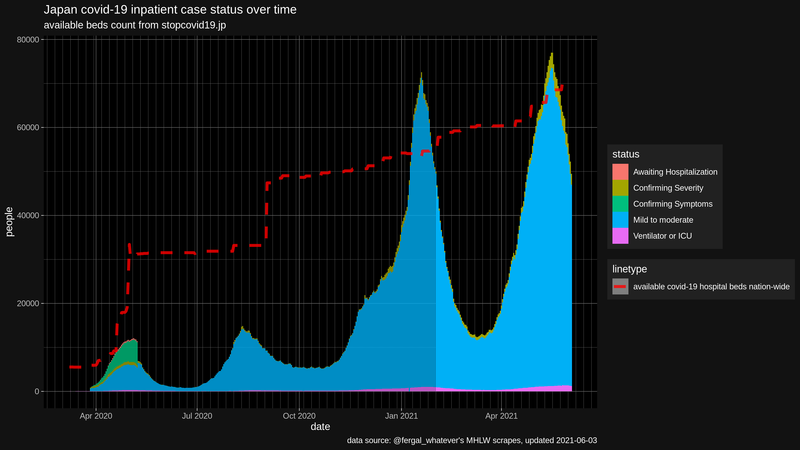 Japan covid-19 inpatient case status over time
available beds count from stopcovid19.jp
80000
60000
40000
20000
0
people
Apr 2020
Jul 2020
Oct 2020
Jan 2021
Apr 2021
date
status
Awaiting Hospitalization
Confirming Severity
Confirming Symptoms
Mild to moderate
Ventilator or ICU
linetype
available covid-19 hospital beds nation-wide
data source: @fergal_whatever's MHLW scrapes, updated 2021-06-03